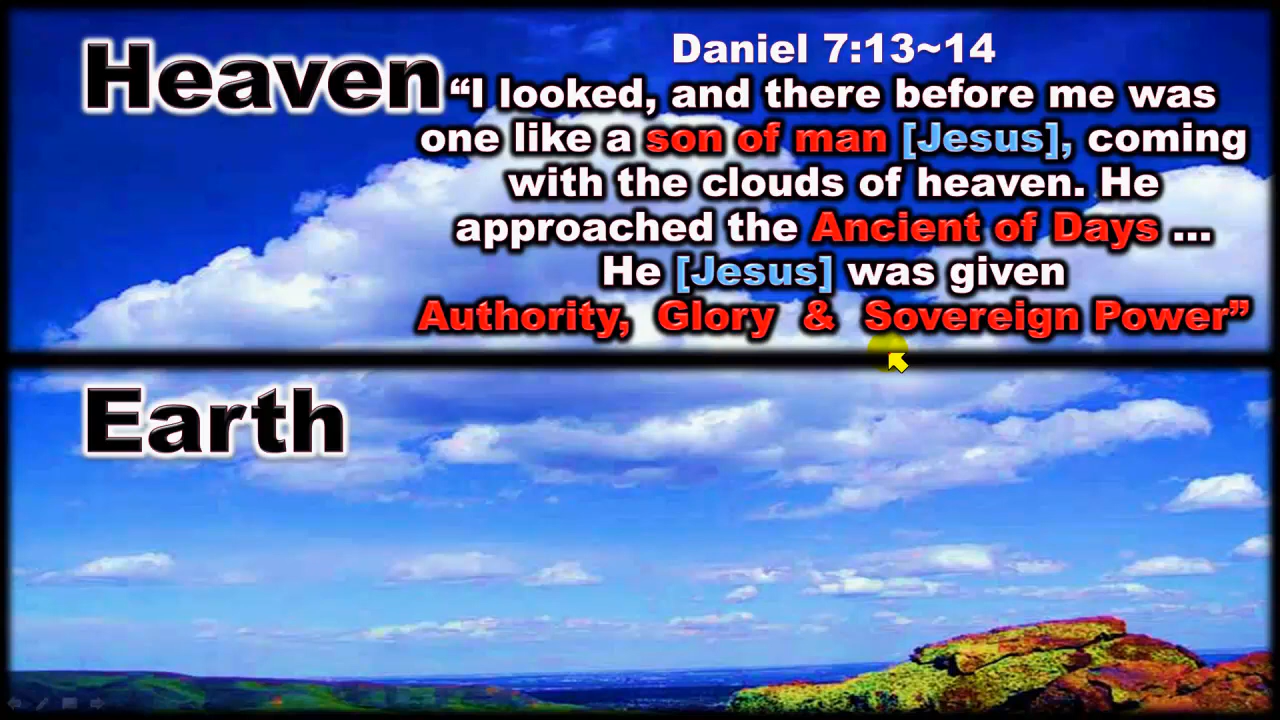 Heaven
Daniel 7:13~14
“I looked, and there before me was
one like a son of man [Jesus], coming
with the clouds of heaven. He
approached the Ancient of Days ...
He [Jesus] was given
Authority, Glory & Sovereign Power”
Earth